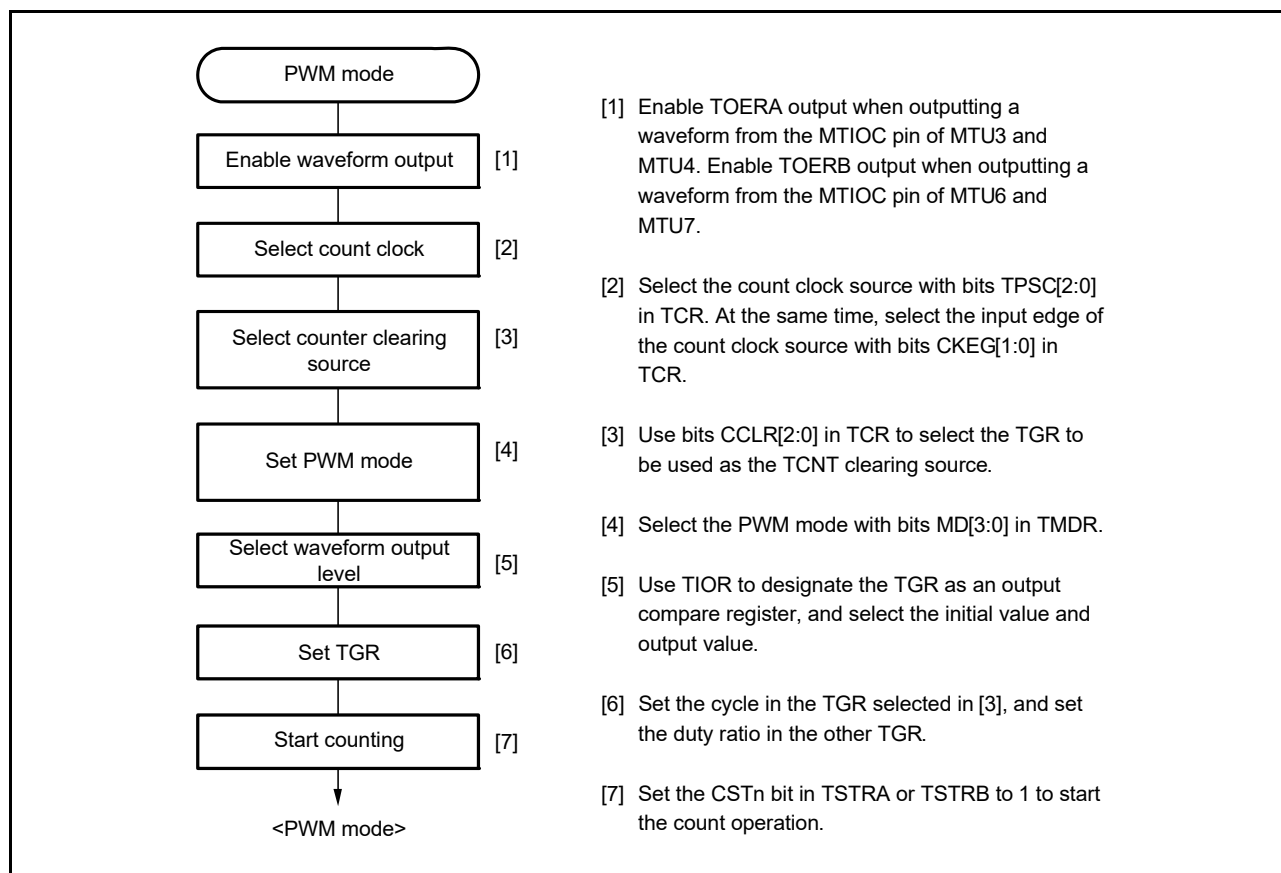 PWM mode
Enable waveform output [1]
Select count clock [2]
Select counter clearing
source
[3]
Set PWM mode [4]
Select waveform output
level
[5]
Set TGR [6]
Start counting [7]
<PWM mode>
[1] Enable TOERA output when outputting a
waveform from the MTIOC pin of MTU3 and
MTU4. Enable TOERB output when outputting a
waveform from the MTIOC pin of MTU6 and
MTU7.
[2] Select the count clock source with bits TPSC[2:0]
in TCR. At the same time, select the input edge of
the count clock source with bits CKEG[1:0] in
TCR.
[3] Use bits CCLR[2:0] in TCR to select the TGR to
be used as the TCNT clearing source.
[4] Select the PWM mode with bits MD[3:0] in TMDR.
[5] Use TIOR to designate the TGR as an output
compare register, and select the initial value and
output value.
[6] Set the cycle in the TGR selected in [3], and set
the duty ratio in the other TGR.
[7] Set the CSTn bit in TSTRA or TSTRB to 1 to start
the count operation.